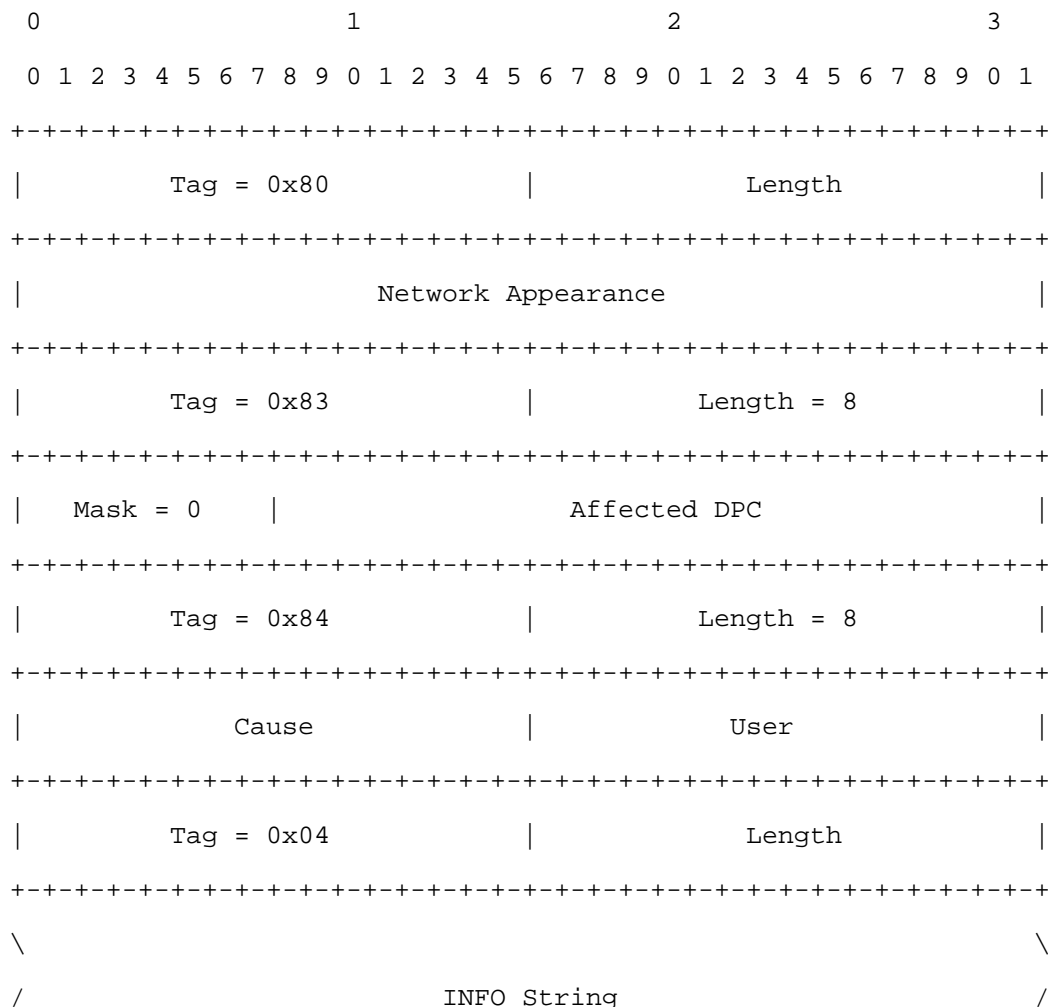 0                   1                   2                   3
 0 1 2 3 4 5 6 7 8 9 0 1 2 3 4 5 6 7 8 9 0 1 2 3 4 5 6 7 8 9 0 1
+-+-+-+-+-+-+-+-+-+-+-+-+-+-+-+-+-+-+-+-+-+-+-+-+-+-+-+-+-+-+-+-+
|         Tag = 0x80            |             Length            |
+-+-+-+-+-+-+-+-+-+-+-+-+-+-+-+-+-+-+-+-+-+-+-+-+-+-+-+-+-+-+-+-+
|                      Network Appearance                       |
+-+-+-+-+-+-+-+-+-+-+-+-+-+-+-+-+-+-+-+-+-+-+-+-+-+-+-+-+-+-+-+-+
|         Tag = 0x83            |          Length = 8           |
+-+-+-+-+-+-+-+-+-+-+-+-+-+-+-+-+-+-+-+-+-+-+-+-+-+-+-+-+-+-+-+-+
|   Mask = 0    |                  Affected DPC                 |
+-+-+-+-+-+-+-+-+-+-+-+-+-+-+-+-+-+-+-+-+-+-+-+-+-+-+-+-+-+-+-+-+
|         Tag = 0x84            |          Length = 8           |
+-+-+-+-+-+-+-+-+-+-+-+-+-+-+-+-+-+-+-+-+-+-+-+-+-+-+-+-+-+-+-+-+
|             Cause             |            User               |
+-+-+-+-+-+-+-+-+-+-+-+-+-+-+-+-+-+-+-+-+-+-+-+-+-+-+-+-+-+-+-+-+
|         Tag = 0x04            |             Length            |
+-+-+-+-+-+-+-+-+-+-+-+-+-+-+-+-+-+-+-+-+-+-+-+-+-+-+-+-+-+-+-+-+
\                                                               \
/                          INFO String                          /